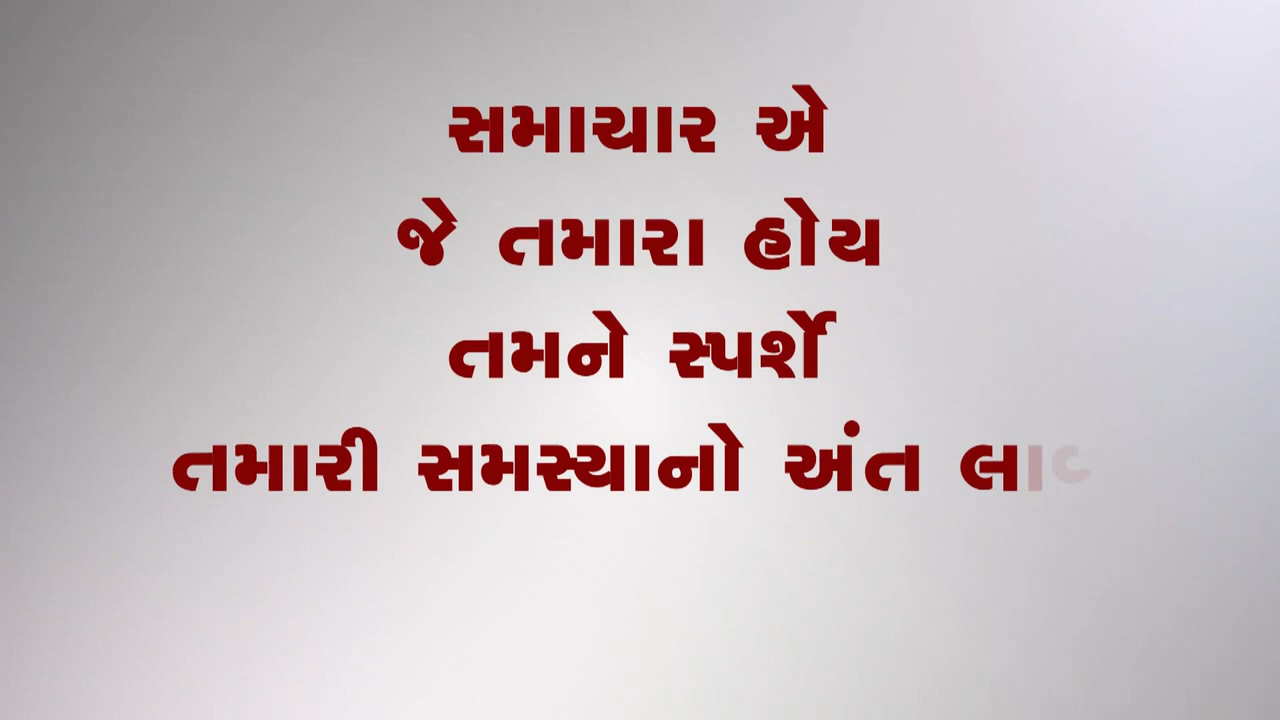 સમાચાર એ
જે તમારા હોય
તમને સ્પર્શે
તમારી સમસ્યાનો અંત